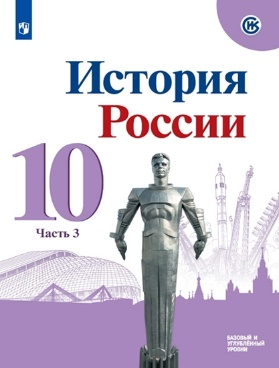 История
России
10
Часть 3
БАЗОВЫЙ И
УГЛУБЛЁННЫЙ
УРОВНИ